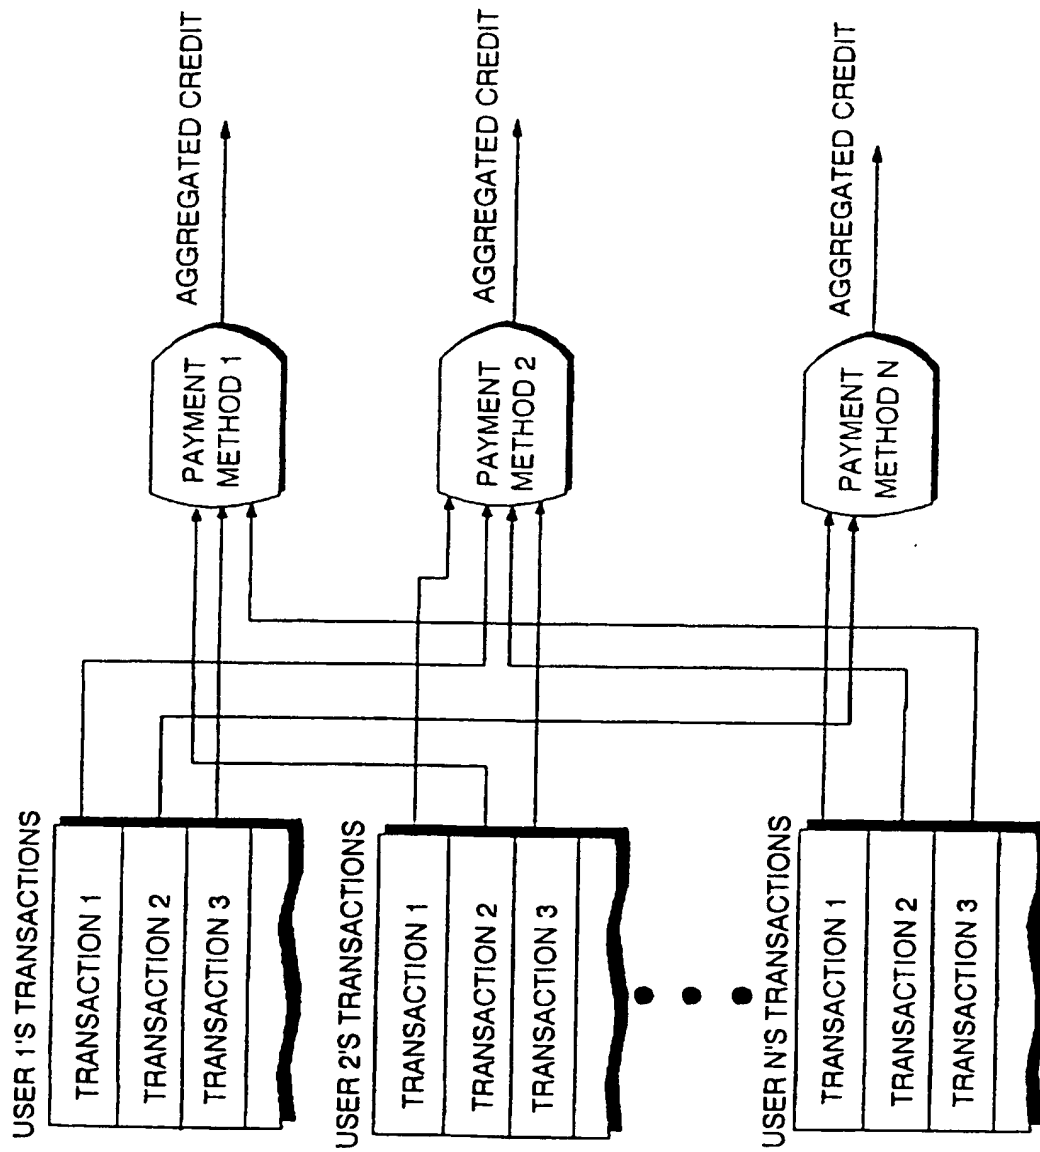 USER 1'S TRANSACTIONS
TRANSACTION 1
TRANSACTION 2
TRANSACTION 3
USER 2'S TRANSACTIONS
TRANSACTION 1
TRANSACTION 2
TRANSACTION 3
USER N'S TRANSACTIONS
TRANSACTION 1
TRANSACTION 2
TRANSACTION 3
PAYMENT
METHOD 1
PAYMENT
METHOD 2
PAYMENT
METHOD N
AGGREGATED CREDIT
AGGREGATED CREDIT
AGGREGATED CREDIT